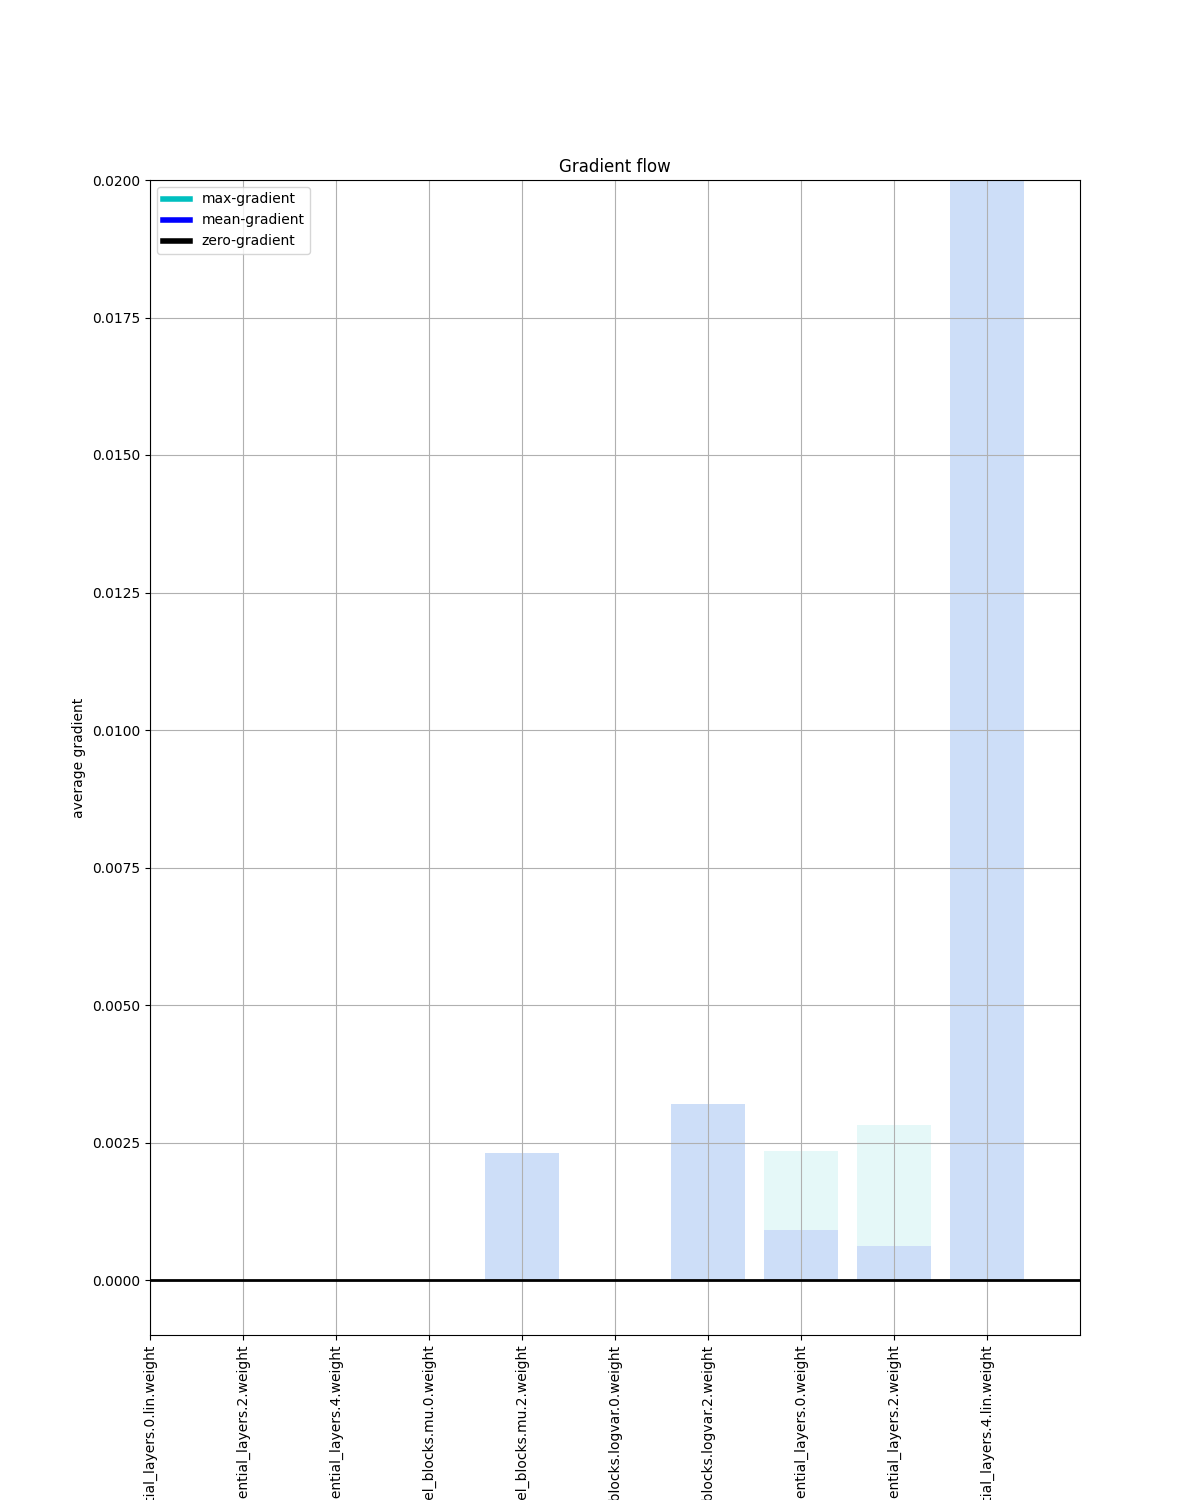 Gradient flow
max-gradient
mean-gradient
zero-gradient
0.0200
0.0175
0.0150
0.0125
0.0100
0.0075
0.0050
0.0025
0.0000
average gradient
tial_layers.0.lin.weight
ential_layers.2.weight
ential_layers.4.weight
el_blocks.mu.0.weight
el_blocks.mu.2.weight
blocks.logvar.0.weight
blocks.logvar.2.weight
ential_layers.0.weight
ential_layers.2.weight
tial_layers.4.lin.weight